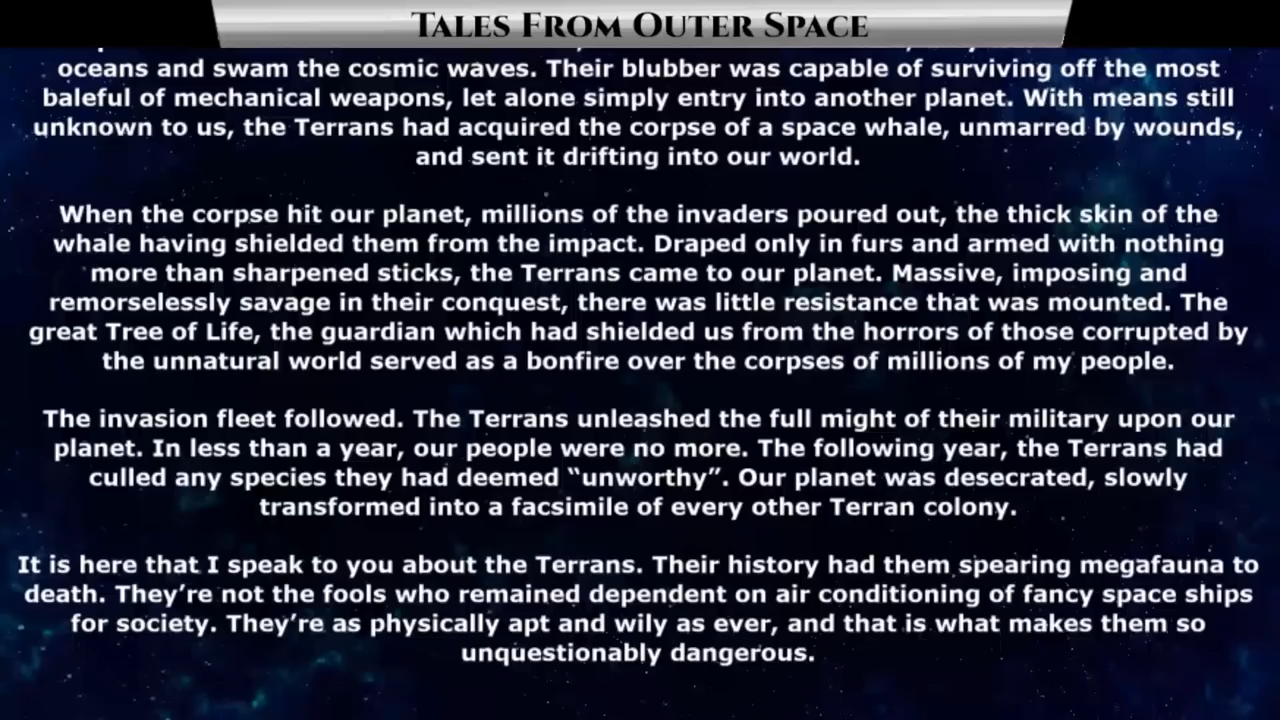 Tales From Outer Space
oceans and swam the cosmic waves. Their blubber was capable of surviving off the most
baleful of mechanical weapons, let alone simply entry into another planet. With means still
unknown to us, the Terrans had acquired the corpse of a space whale, unmarred by wounds,
and sent it drifting into our world.
When the corpse hit our planet, millions of the invaders poured out, the thick skin of the
whale having shielded them from the impact. Draped only in furs and armed with nothing
more than sharpened sticks, the Terrans came to our planet. Massive, imposing and
remorselessly savage in their conquest, there was little resistance that was mounted. The
great Tree of Life, the guardian which had shielded us from the horrors of those corrupted by
the unnatural world served as a bonfire over the corpses of millions of my people.
The invasion fleet followed. The Terrans unleashed the full might of their military upon our
planet. In less than a year, our people were no more. The following year, the Terrans had
culled any species they had deemed “unworthy”. Our planet was desecrated, slowly
transformed into a facsimile of every other Terran colony.
It is here that I speak to you about the Terrans. Their history had them spearing megafauna to
death. They’re not the fools who remained dependent on air conditioning of fancy space ships
for society. They’re as physically apt and wily as ever, and that is what makes them so
unquestionably dangerous.